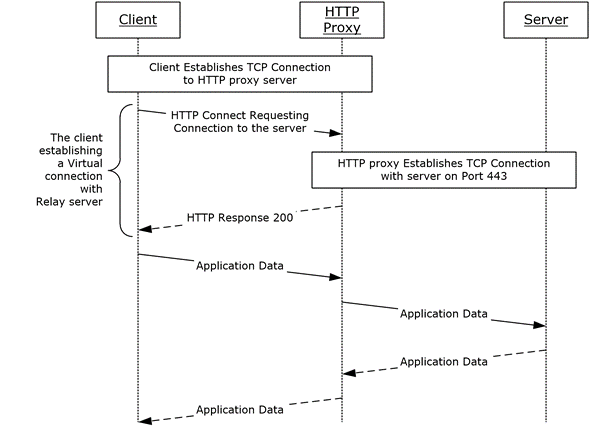 Client
HTTP
Proxy
Server
Client Establishes TCP Connection
to HTTP proxy server
HTTP Connect Requesting
Connection to the server
The client
establishing
a Virtual
connection
with
Relay server
HTTP proxy Establishes TCP Connection
with server on Port 443
HTTP Response 200
Application Data
Application Data
Application Data
Application Data